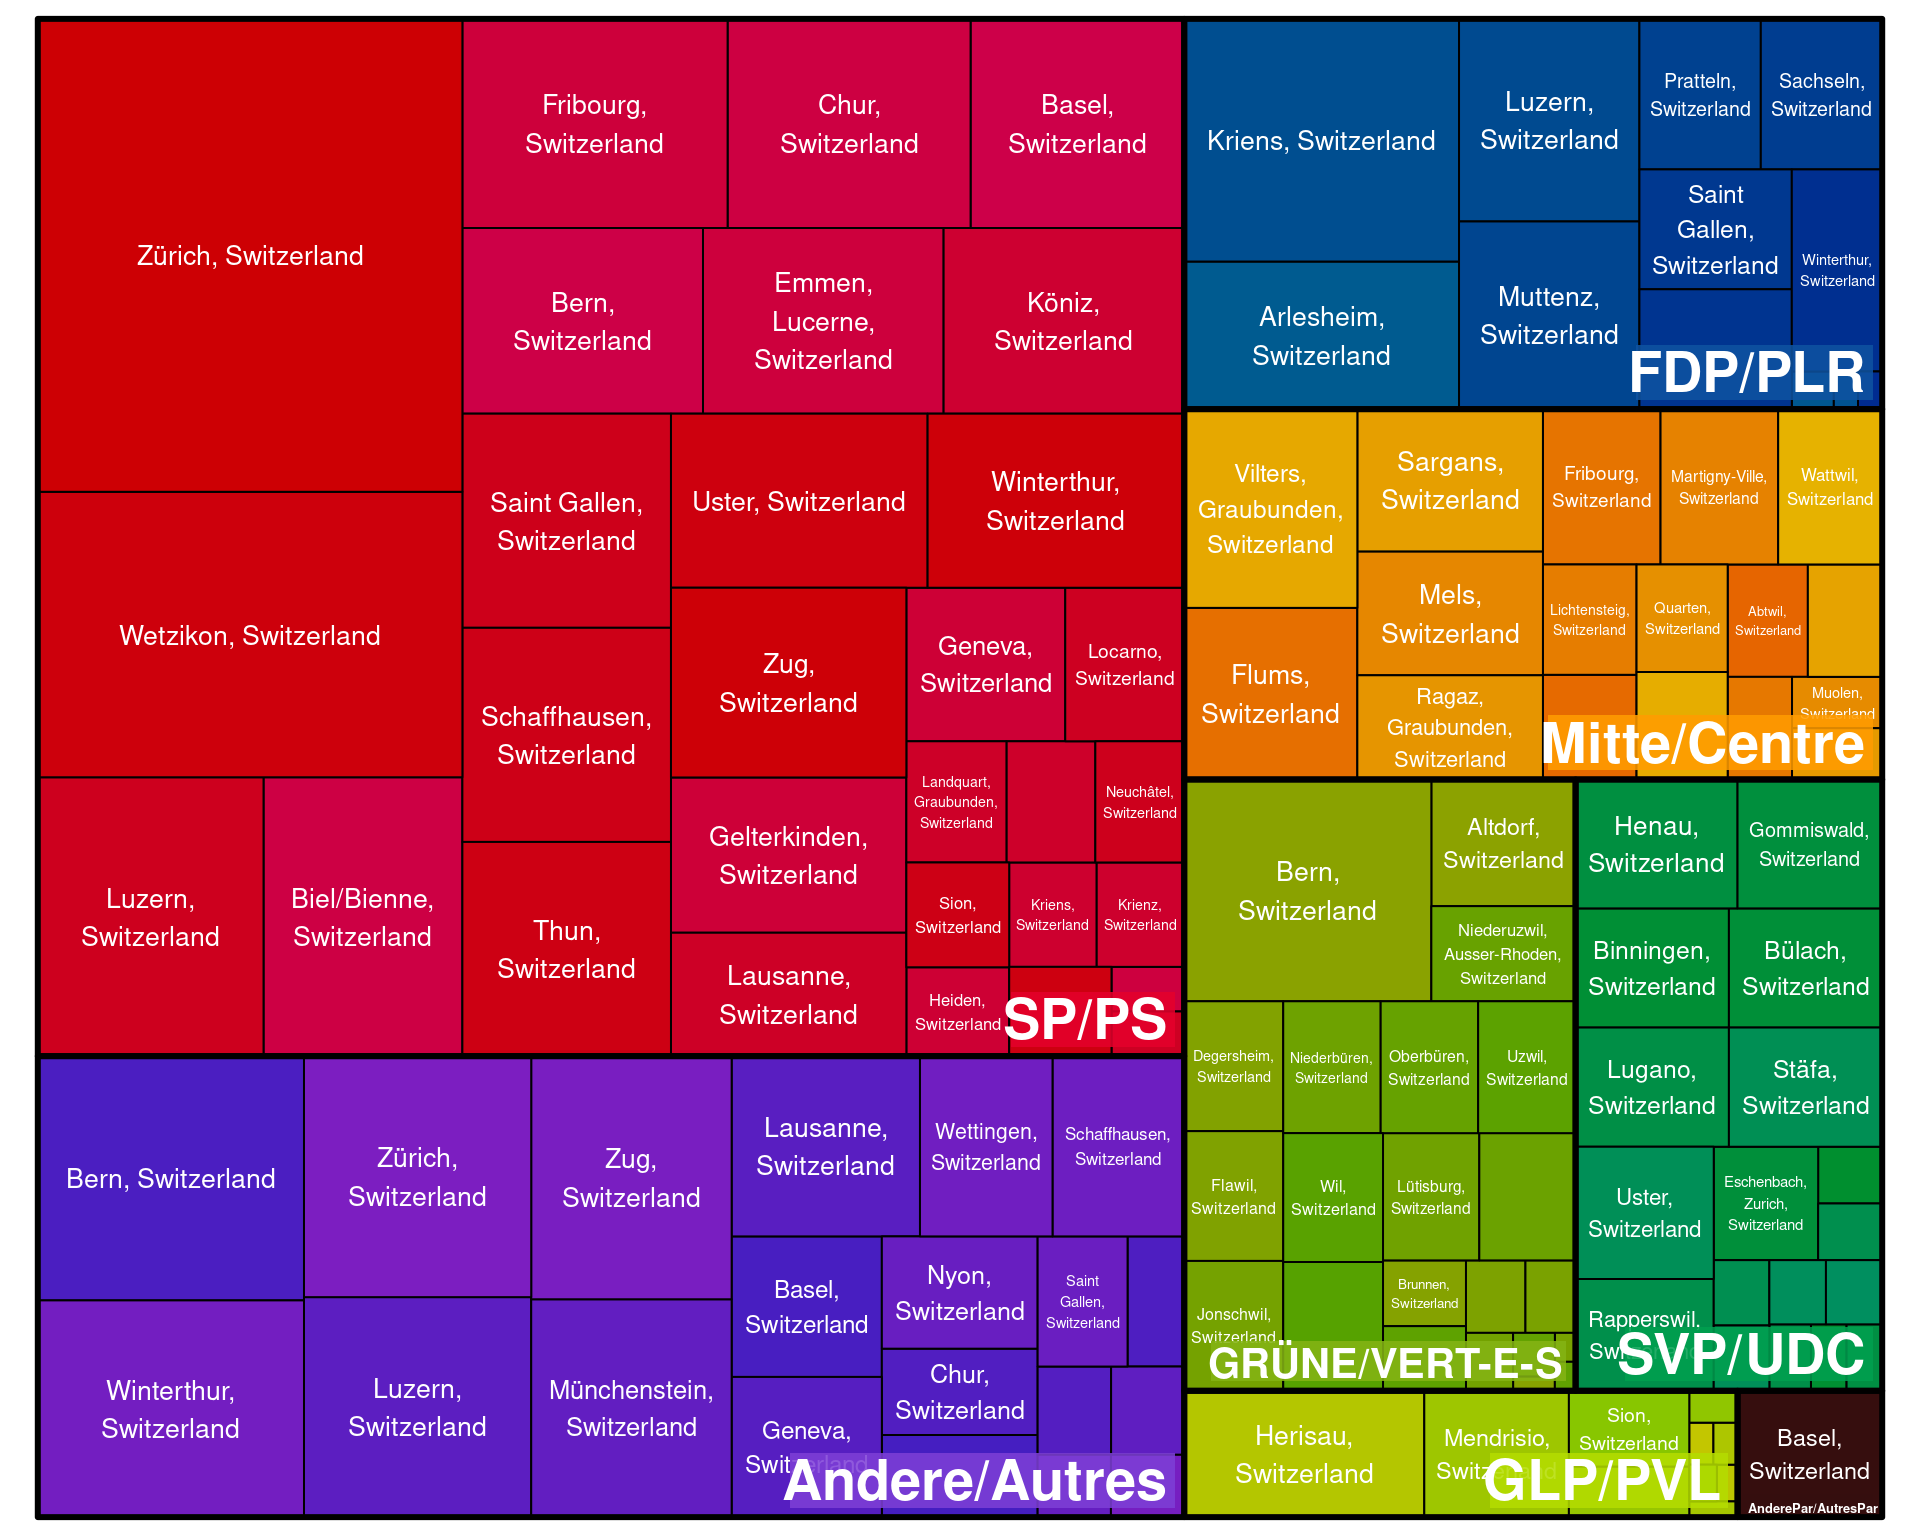 Zürich, Switzerland
Wetzikon, Switzerland
Luzern,
Switzerland
Biel/Bienne,
Switzerland
Fribourg,
Switzerland
Chur,
Switzerland
Basel,
Switzerland
Bern,
Switzerland
Emmen,
Lucerne,
Switzerland
Köniz,
Switzerland
Saint Gallen,
Switzerland
Uster, Switzerland
Winterthur,
Switzerland
Schaffhausen,
Switzerland
Thun,
Switzerland
Zug,
Switzerland
Gelterkinden,
Switzerland
Lausanne,
Switzerland
Geneva,
Switzerland
Locarno,
Switzerland
Landquart,
Graubunden,
Switzerland
Neuchâtel,
Switzerland
Sion,
Switzerland
Kriens,
Switzerland
Krienz,
Switzerland
Heiden,
Switzerland
SP/PS
Kriens, Switzerland
Arlesheim,
Switzerland
Luzern,
Switzerland
Muttenz,
Switzerland
Pratteln,
Switzerland
Sachseln,
Switzerland
Saint
Gallen,
Switzerland
Winterthur,
Switzerland
FDP/PLR
Vilters,
Graubunden,
Switzerland
Flums,
Switzerland
Sargans,
Switzerland
Mels,
Switzerland
Ragaz,
Graubunden,
Switzerland
Fribourg,
Switzerland
Martigny-Ville,
Switzerland
Wattwil,
Switzerland
Lichtensteig,
Switzerland
Quarten,
Switzerland
Abtwil,
Switzerland
Muolen,
Switzerland
Mitte/Centre
Bern,
Switzerland
Altdorf,
Switzerland
Niederuzwil,
Ausser-Rhoden,
Switzerland
Degersheim,
Switzerland
Niederbüren,
Switzerland
Oberbüren,
Switzerland
Uzwil,
Switzerland
Flawil,
Switzerland
Wil,
Switzerland
Lütisburg,
Switzerland
Jonschwil,
Switzerland
Brunnen,
Switzerland
GRÜNE/VERT-E-S
Henau,
Switzerland
Gommiswald,
Switzerland
Binningen,
Switzerland
Bülach,
Switzerland
Lugano,
Switzerland
Stäfa,
Switzerland
Uster,
Switzerland
Eschenbach,
Zurich,
Switzerland
Rapperswil,
Switzerland
SVP/UDC
Bern, Switzerland
Winterthur,
Switzerland
Zürich,
Switzerland
Luzern,
Switzerland
Zug,
Switzerland
Münchenstein,
Switzerland
Lausanne,
Switzerland
Wettingen,
Switzerland
Schaffhausen,
Switzerland
Basel,
Switzerland
Geneva,
Switzerland
Nyon,
Switzerland
Chur,
Switzerland
Saint
Gallen,
Switzerland
Andere/Autres
Herisau,
Switzerland
Mendrisio,
Switzerland
Sion,
Switzerland
GLP/PVL
Basel,
Switzerland
AnderePar/AutresPar